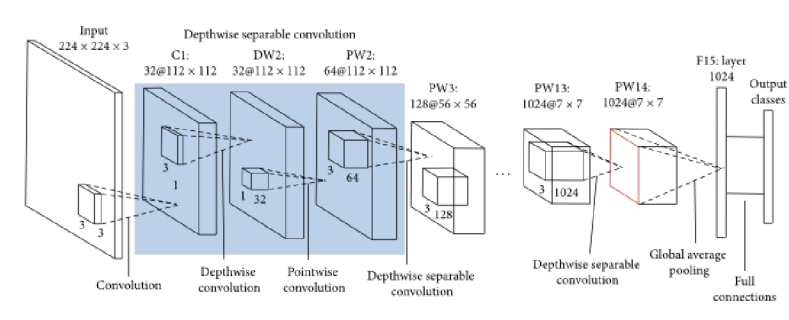 Input
224 × 224 × 3
Depthwise separable convolution
C1:
32@112 × 112
DW2:
32@112 × 112
PW2:
64@112 × 112
PW3:
128@56 × 56
PW13:
1024@7 × 7
PW14:
1024@7 × 7
F15: layer
1024
Output
classes
3
3
3
1
1
32
3
64
3
128
...
3
1024
Convolution
Depthwise
convolution
Pointwise
convolution
Depthwise separable
convolution
Depthwise separable
convolution
Global average
pooling
Full
connections